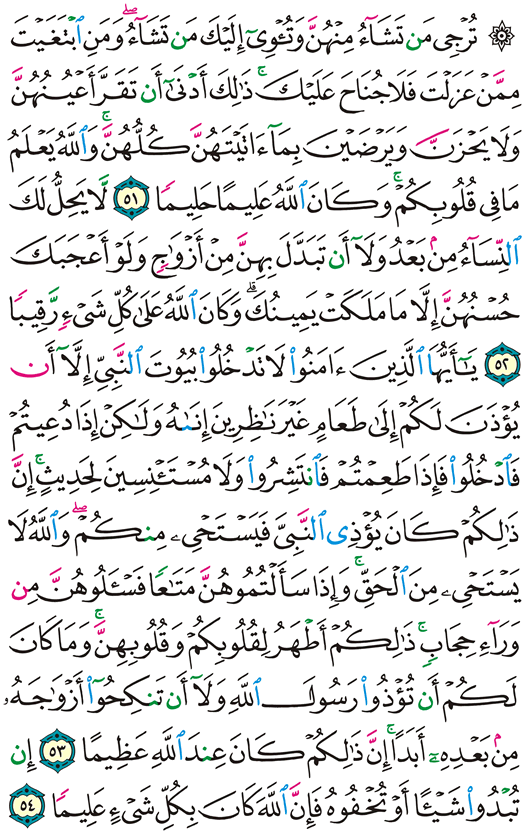 ۞ تُرْجِى مَن تَشَآءُ مِنْهُنَّ وَتُـْٔوِىٓ إِلَيْكَ مَن تَشَآءُ ۖ وَمَنِ ٱبْتَغَيْتَ
مِمَّنْ عَزَلْتَ فَلَا جُنَاحَ عَلَيْكَ ۚ ذَٰلِكَ أَدْنَىٰٓ أَن تَقَرَّ أَعْيُنُهُنَّ
وَلَا يَحْزَنَّ وَيَرْضَيْنَ بِمَآ ءَاتَيْتَهُنَّ كُلُّهُنَّ ۚ وَٱللَّهُ يَعْلَمُ
مَا فِى قُلُوبِكُمْ ۚ وَكَانَ ٱللَّهُ عَلِيمًا حَلِيمًا ٥١ لَّا يَحِلُّ لَكَ
ٱلنِّسَآءُ مِنۢ بَعْدُ وَلَآ أَن تَبَدَّلَ بِهِنَّ مِنْ أَزْوَٰجٍ وَلَوْ أَعْجَبَكَ
حُسْنُهُنَّ إِلَّا مَا مَلَكَتْ يَمِينُكَ ۗ وَكَانَ ٱللَّهُ عَلَىٰ كُلِّ شَىْءٍ رَّقِيبًا
٥٢ يَٰٓأَيُّهَا ٱلَّذِينَ ءَامَنُوا۟ لَا تَدْخُلُوا۟ بُيُوتَ ٱلنَّبِىِّ إِلَّآ أَن
يُؤْذَنَ لَكُمْ إِلَىٰ طَعَامٍ غَيْرَ نَٰظِرِينَ إِنَىٰهُ وَلَٰكِنْ إِذَا دُعِيتُمْ
فَٱدْخُلُوا۟ فَإِذَا طَعِمْتُمْ فَٱنتَشِرُوا۟ وَلَا مُسْتَـْٔنِسِينَ لِحَدِيثٍ ۚ إِنَّ
ذَٰلِكُمْ كَانَ يُؤْذِى ٱلنَّبِىَّ فَيَسْتَحْىِۦ مِنكُمْ ۖ وَٱللَّهُ لَا
يَسْتَحْىِۦ مِنَ ٱلْحَقِّ ۚ وَإِذَا سَأَلْتُمُوهُنَّ مَتَٰعًا فَسْـَٔلُوهُنَّ مِن
وَرَآءِ حِجَابٍ ۚ ذَٰلِكُمْ أَطْهَرُ لِقُلُوبِكُمْ وَقُلُوبِهِنَّ ۚ وَمَا كَانَ
لَكُمْ أَن تُؤْذُوا۟ رَسُولَ ٱللَّهِ وَلَآ أَن تَنكِحُوٓا۟ أَزْوَٰجَهُۥ
مِنۢ بَعْدِهِۦٓ أَبَدًا ۚ إِنَّ ذَٰلِكُمْ كَانَ عِندَ ٱللَّهِ عَظِيمًا ٥٣ إِن
تُبْدُوا۟ شَيْـًٔا أَوْ تُخْفُوهُ فَإِنَّ ٱللَّهَ كَانَ بِكُلِّ شَىْءٍ عَلِيمًا ٥٤